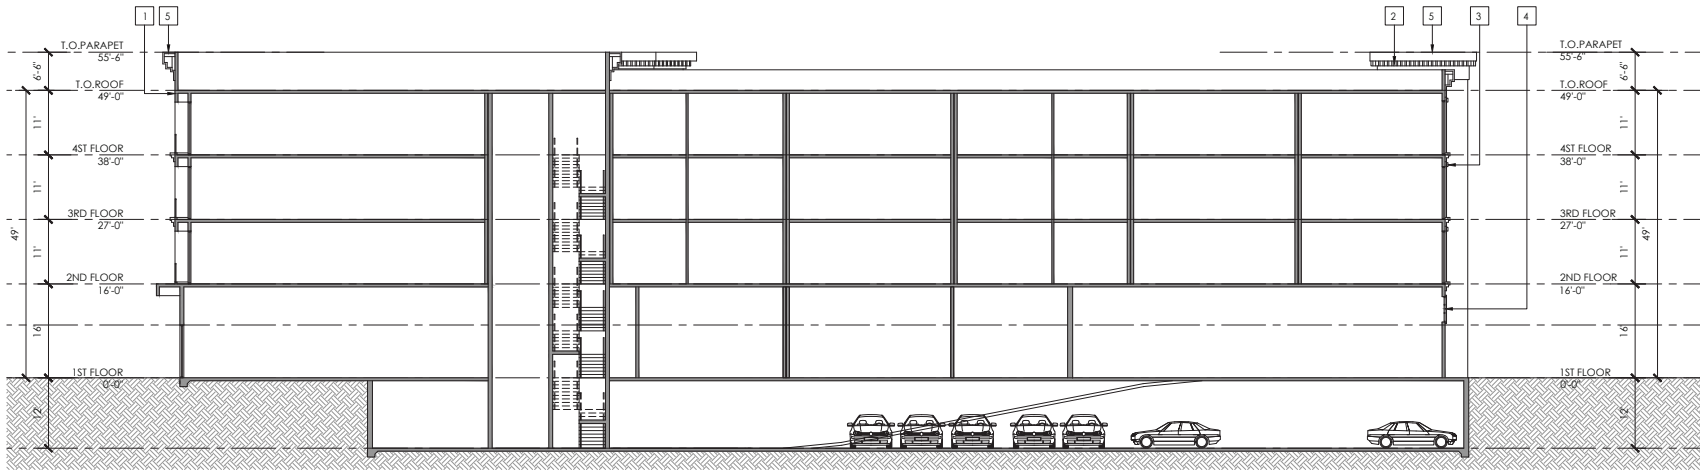 1 5
2 5 3 4
T.O.PARAPET
55'-6"
6'-6"
T.O.ROOF
49'-0"
11'
4ST FLOOR
38'-0"
11'
3RD FLOOR
27'-0"
49'
11'
2ND FLOOR
16'-0"
16'
1ST FLOOR
0'-0"
12'
T.O.PARAPET
55'-6"
6'-6"
T.O.ROOF
49'-0"
11'
4ST FLOOR
38'-0"
11'
3RD FLOOR
27'-0"
49'
11'
2ND FLOOR
16'-0"
16'
1ST FLOOR
0'-0"
12'